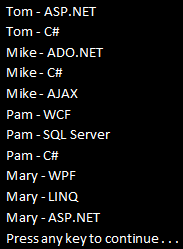 Tom - ASP.NET
Tom - C#
Mike - ADO.NET
Mike - C#
Mike - AJAX
Pam - WCF
Pam - SQL Server
Pam - C#
Mary - WPF
Mary - LINQ
Mary - ASP.NET
Press any key to continue . . .